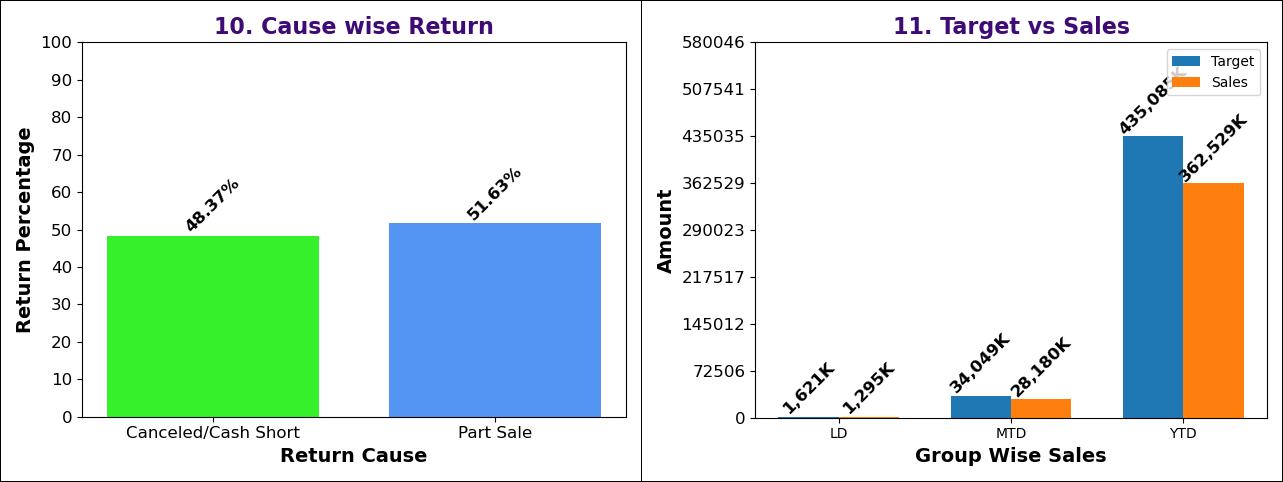 10. Cause wise Return
100
90
80
70
60
50
40
30
20
10
0
Return Percentage
48.37%
51.63%
Canceled/Cash Short
Part Sale
Return Cause
11. Target vs Sales
580046
507541
435035
362529
290023
217517
145012
72506
0
Amount
Target
Sales
1,621K
1,295K
34,049K
28,180K
362,529K
LD
MTD
YTD
Group Wise Sales